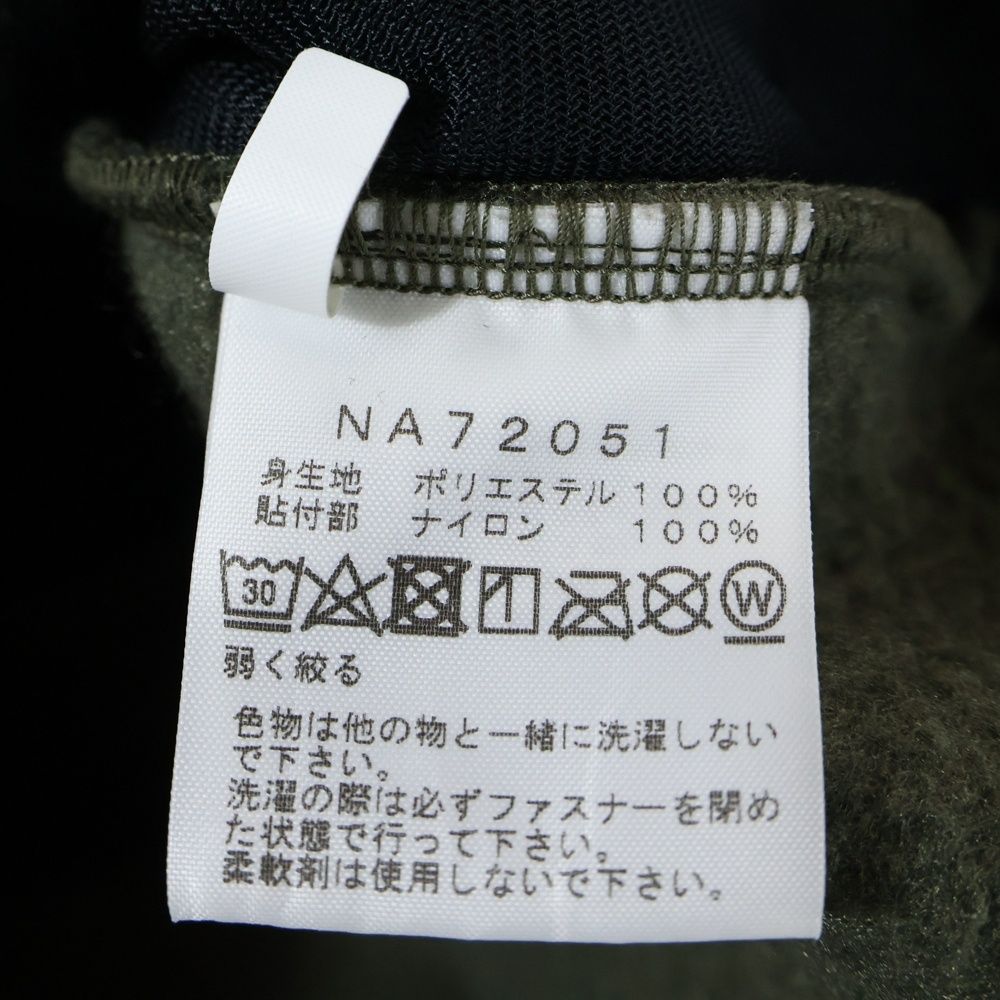 NA72051
身生地 ポリエステル 100%
貼付部 ナイロン 100%
30 W
弱く絞る
色物は他の物と一緒に洗濯しない
で下さい。
洗濯の際は必ずファスナーを閉め
た状態で行って下さい。
柔軟剤は使用しないで下さい。